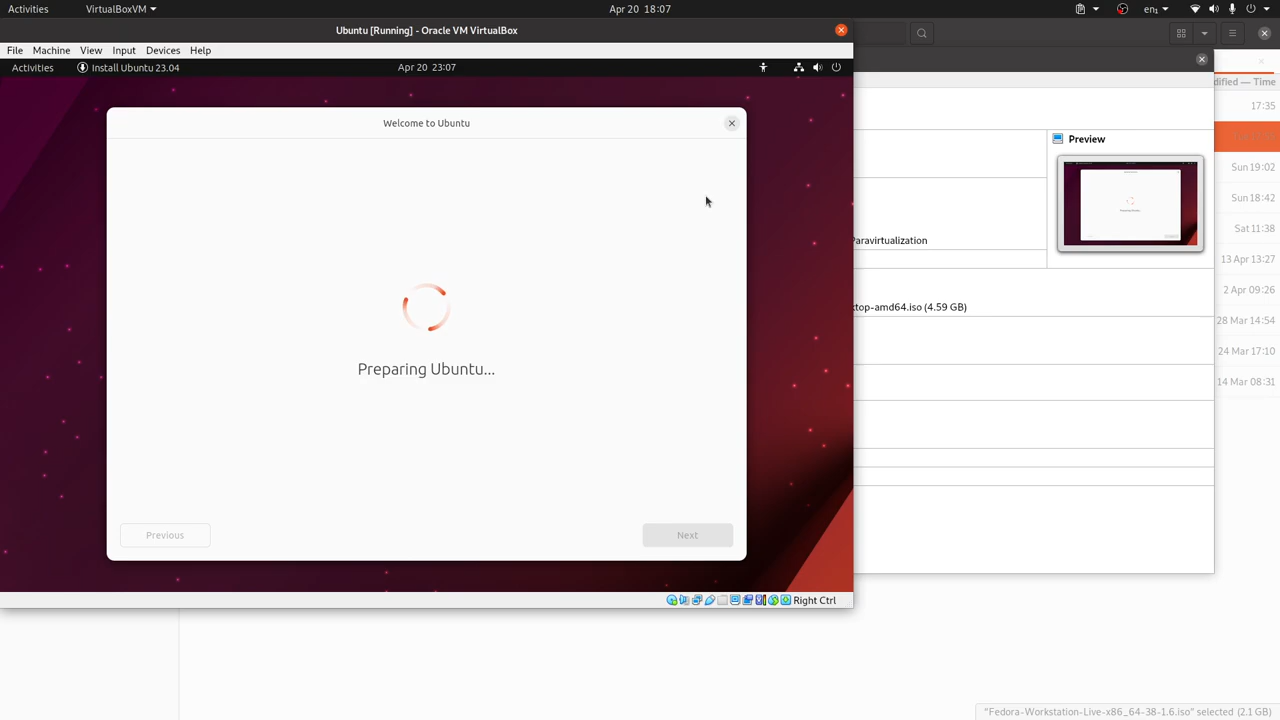 Activities VirtualBoxVM Apr 20 18:07 en₁
Ubuntu [Running] - Oracle VM VirtualBox
File Machine View Input Devices Help
Activities Install Ubuntu 23.04 Apr 20 23:07
Welcome to Ubuntu
Preparing Ubuntu...
Previous Next
Right Ctrl
Preview
Paravirtualization
top-amd64.iso (4.59 GB)
dified — Time
17:35
Sun 19:02
Sun 18:42
Sat 11:38
13 Apr 13:27
2 Apr 09:26
28 Mar 14:54
24 Mar 17:10
14 Mar 08:31
"Fedora-Workstation-Live-x86_64-38-1.6.iso" selected (2.1 GB)